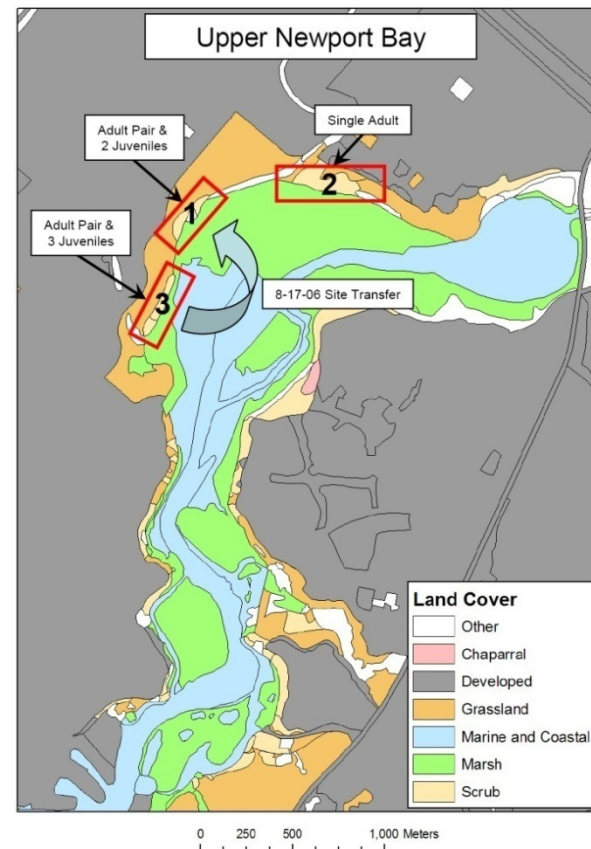 Upper Newport Bay
Single Adult
Adult Pair &
2 Juveniles
2
1
Adult Pair &
3 Juveniles
3
8-17-06 Site Transfer
Land Cover
Other
Chaparral
Developed
Grassland
Marine and Coastal
Marsh
Scrub
0 250 500 1,000 Meters